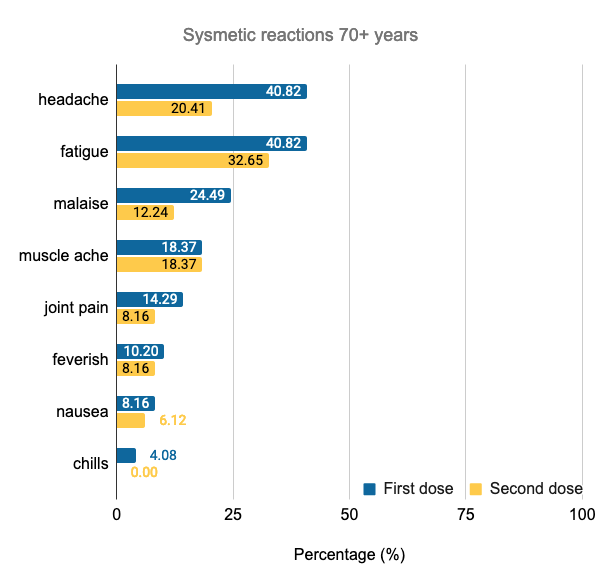 Sysmetic reactions 70+ years
headache
40.82
20.41
fatigue
40.82
32.65
malaise
24.49
12.24
muscle ache
18.37
18.37
joint pain
14.29
8.16
feverish
10.20
8.16
nausea
8.16
6.12
chills
4.08
0.00
First dose Second dose
0 25 50 75 100
Percentage (%)